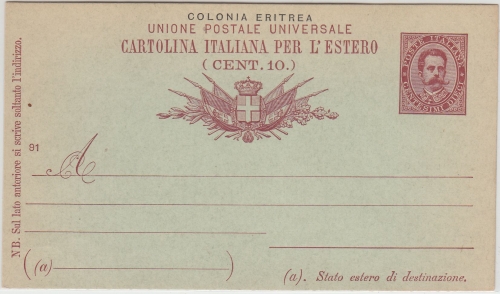 COLONIA ERITREA
UNIONE POSTALE UNIVERSALE
CARTOLINA ITALIANA PER L'ESTERO
(CENT. 10.)
POSTE ITALIANE
CENTESIMI DIECI
NB. Sul lato anteriore si scrive soltanto l'indirizzo.
91
A
(a)
(a). Stato estero di destinazione.